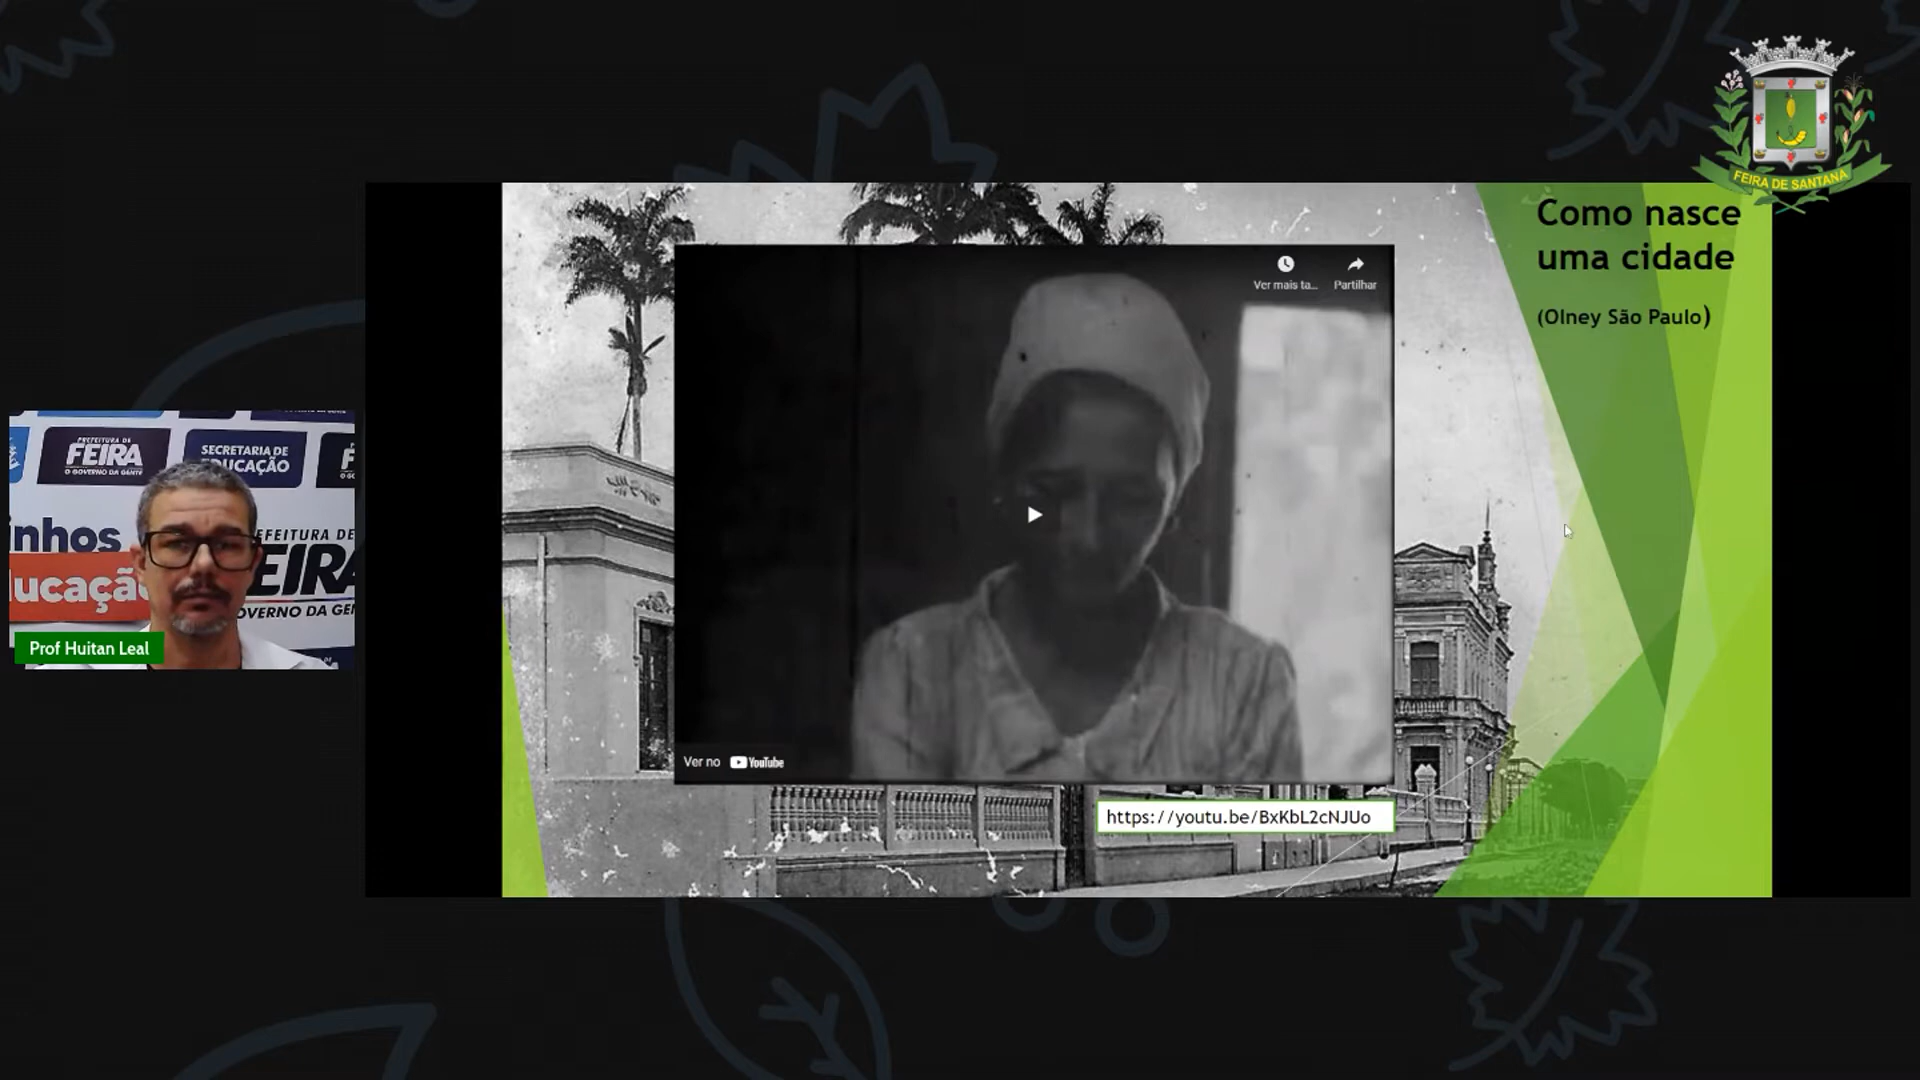 FEIRA DE SANTANA
Como nasce
uma cidade
(Olney São Paulo)
Ver mais ta...
Partilhar
Ver no YouTube
https://youtu.be/BxKbL2cNJUo
PREFEITURA DE
FEIRA
O GOVERNO DA GENTE
SECRETARIA DE
EDUCAÇÃO
F
inhos
ucação
EFEITURA DE
EIRA
OVERNO DA GEN
Prof Huitan Leal